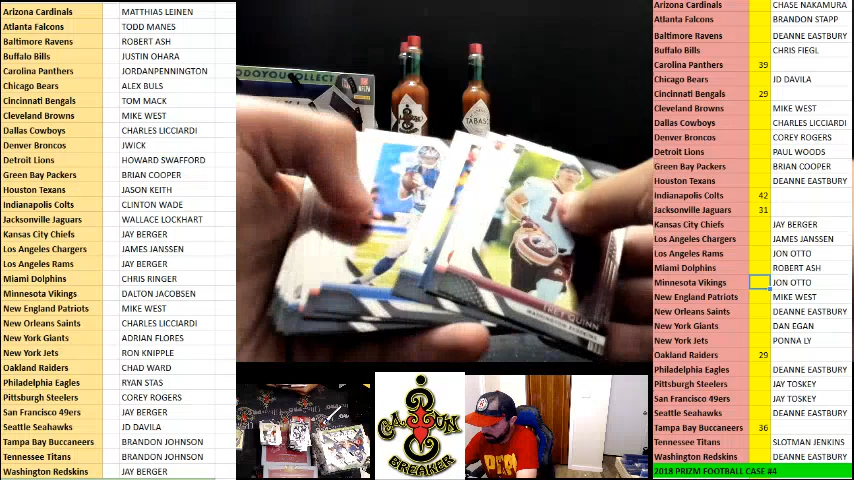 Arizona Cardinals MATTHIAS LEINEN
Atlanta Falcons TODD MANES
Baltimore Ravens ROBERT ASH
Buffalo Bills JUSTIN OHARA
Carolina Panthers JORDANPENNINGTON
Chicago Bears ALEX BULS
Cincinnati Bengals TOM MACK
Cleveland Browns MIKE WEST
Dallas Cowboys CHARLES LICCIARDI
Denver Broncos JWICK
Detroit Lions HOWARD SWAFFORD
Green Bay Packers BRIAN COOPER
Houston Texans JASON KEITH
Indianapolis Colts CLINTON WADE
Jacksonville Jaguars WALLACE LOCKHART
Kansas City Chiefs JAY BERGER
Los Angeles Chargers JAMES JANSSEN
Los Angeles Rams JAY BERGER
Miami Dolphins CHRIS RINGER
Minnesota Vikings DALTON JACOBSEN
New England Patriots MIKE WEST
New Orleans Saints CHARLES LICCIARDI
New York Giants ADRIAN FLORES
New York Jets RON KNIPPLE
Oakland Raiders CHAD WARD
Philadelphia Eagles RYAN STAS
Pittsburgh Steelers COREY ROGERS
San Francisco 49ers JAY BERGER
Seattle Seahawks JD DAVILA
Tampa Bay Buccaneers BRANDON JOHNSON
Tennessee Titans BRANDON JOHNSON
Washington Redskins JAY BERGER
DOYOUCOLLECT
TABASCO
TREY QUINN
WASHINGTON REDSKINS
CAJUN
BREAKER
Arizona Cardinals CHASE NAKAMURA
Atlanta Falcons BRANDON STAPP
Baltimore Ravens DEANNE EASTBURY
Buffalo Bills CHRIS FIEGL
Carolina Panthers 39
Chicago Bears JD DAVILA
Cincinnati Bengals 29
Cleveland Browns MIKE WEST
Dallas Cowboys CHARLES LICCIARDI
Denver Broncos COREY ROGERS
Detroit Lions PAUL WOODS
Green Bay Packers BRIAN COOPER
Houston Texans DEANNE EASTBURY
Indianapolis Colts 42
Jacksonville Jaguars 31
Kansas City Chiefs JAY BERGER
Los Angeles Chargers JAMES JANSSEN
Los Angeles Rams JON OTTO
Miami Dolphins ROBERT ASH
Minnesota Vikings JON OTTO
New England Patriots MIKE WEST
New Orleans Saints DEANNE EASTBURY
New York Giants DAN EGAN
New York Jets PONNA LY
Oakland Raiders 29
Philadelphia Eagles DEANNE EASTBURY
Pittsburgh Steelers JAY TOSKEY
San Francisco 49ers JAY TOSKEY
Seattle Seahawks DEANNE EASTBURY
Tampa Bay Buccaneers 36
Tennessee Titans SLOTMAN JENKINS
Washington Redskins DEANNE EASTBURY
2018 PRIZM FOOTBALL CASE #4